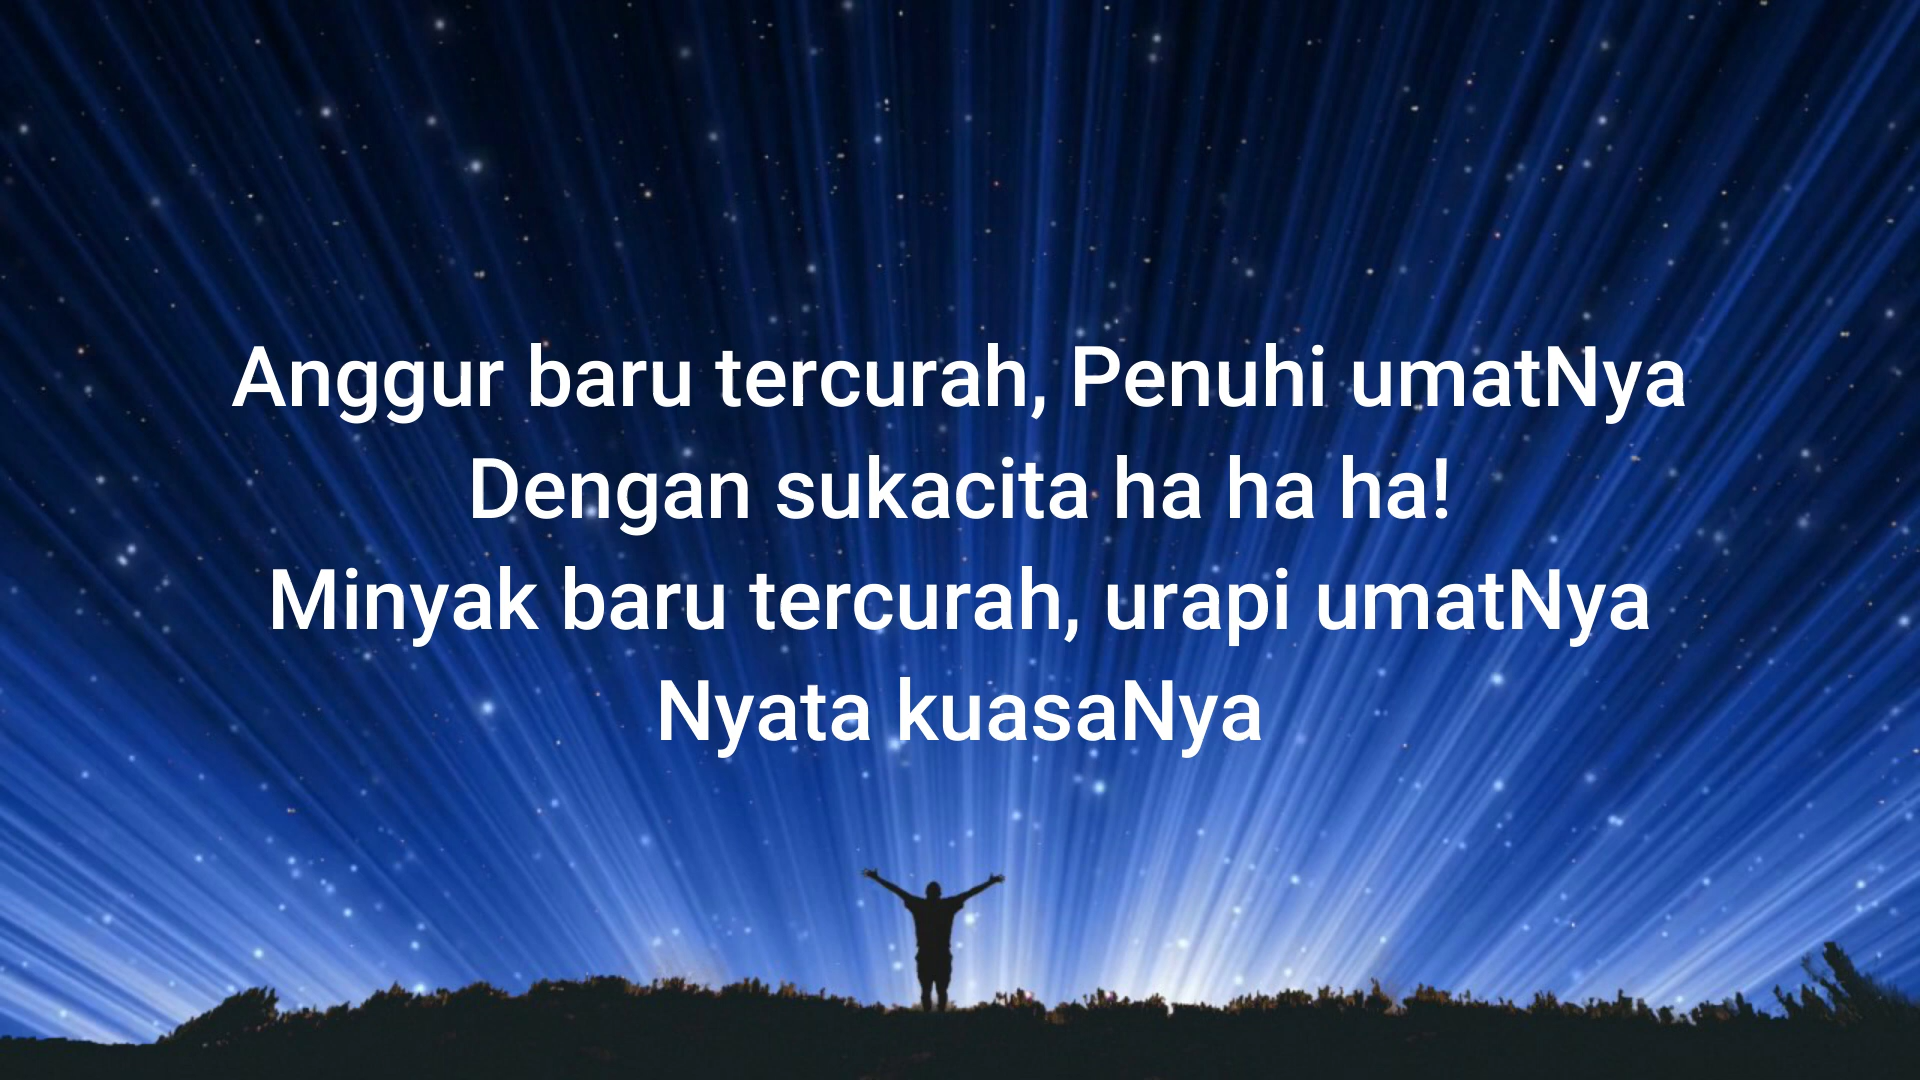 Anggur baru tercurah, Penuhi umatNya
Dengan sukacita ha ha ha!
Minyak baru tercurah, urapi umatNya
Nyata kuasaNya